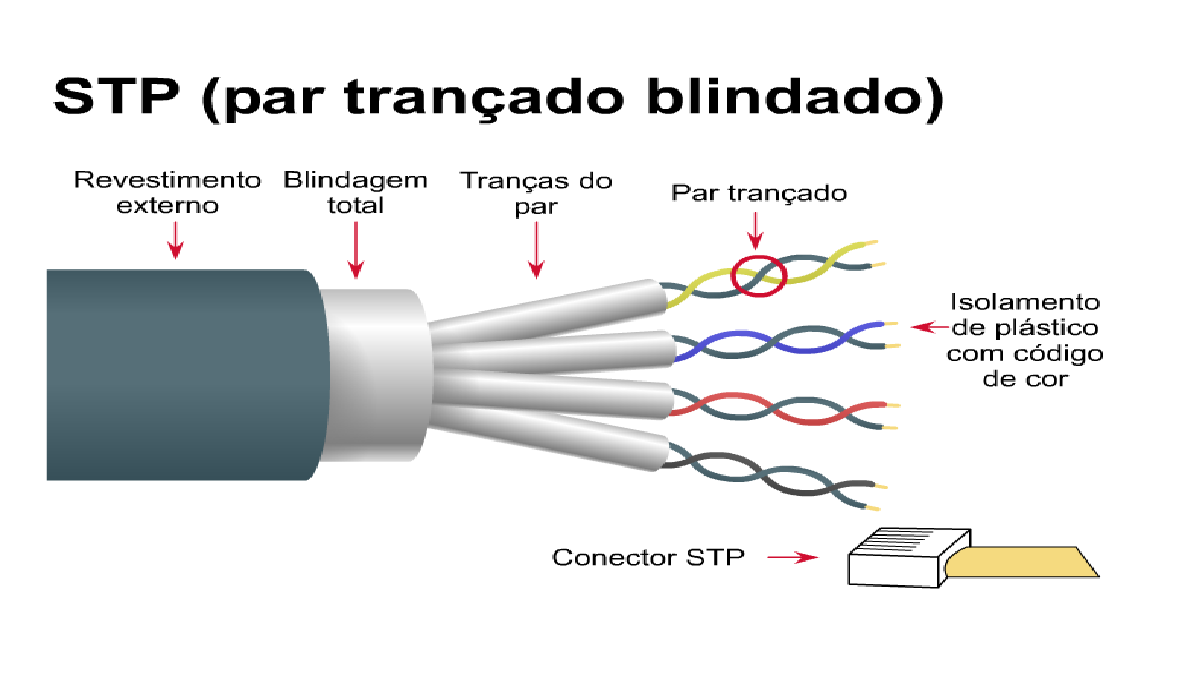 STP (par trançado blindado)
Revestimento
externo
Blindagem
total
Tranças do
par
Par trançado
Isolamento
de plástico
com código
de cor
Conector STP